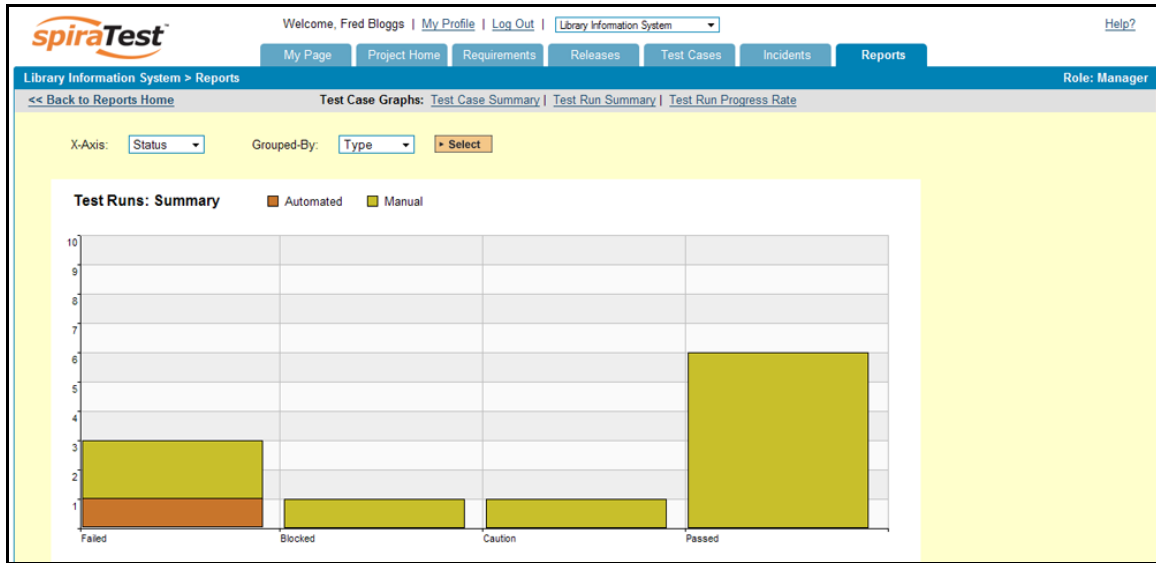 spiraTest™
Welcome, Fred Bloggs | My Profile | Log Out | Library Information System Help?
My Page Project Home Requirements Releases Test Cases Incidents Reports
Library Information System > Reports Role: Manager
<< Back to Reports Home Test Case Graphs: Test Case Summary | Test Run Summary | Test Run Progress Rate
X-Axis: Status Grouped-By: Type Select
Test Runs: Summary Automated Manual
10
9
8
7
6
5
4
3
2
1
Failed Blocked Caution Passed